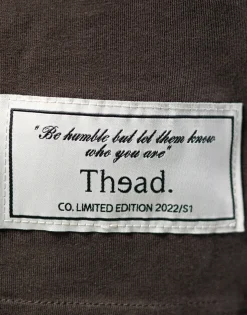 "Be humble but let them know
who you are"
Thead.
CO. LIMITED EDITION 2022/S1